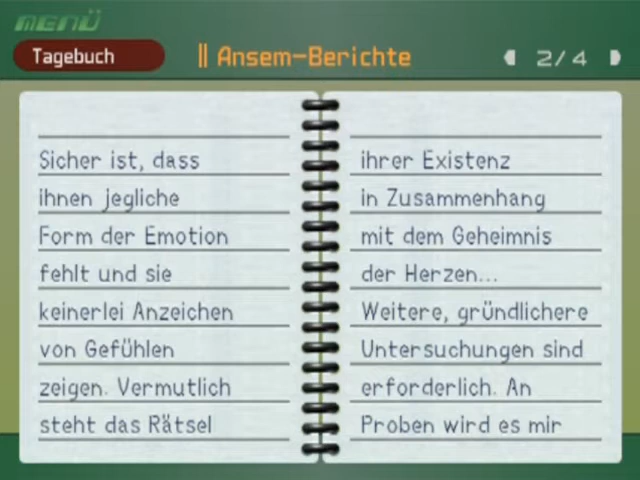 MENÜ
Tagebuch
Ansem-Berichte
2/4
Sicher ist, dass
ihnen jegliche
Form der Emotion
fehlt und sie
keinerlei Anzeichen
von Gefühlen
zeigen. Vermutlich
steht das Rätsel
ihrer Existenz
in Zusammenhang
mit dem Geheimnis
der Herzen...
Weitere, gründlichere
Untersuchungen sind
erforderlich. An
Proben wird es mir